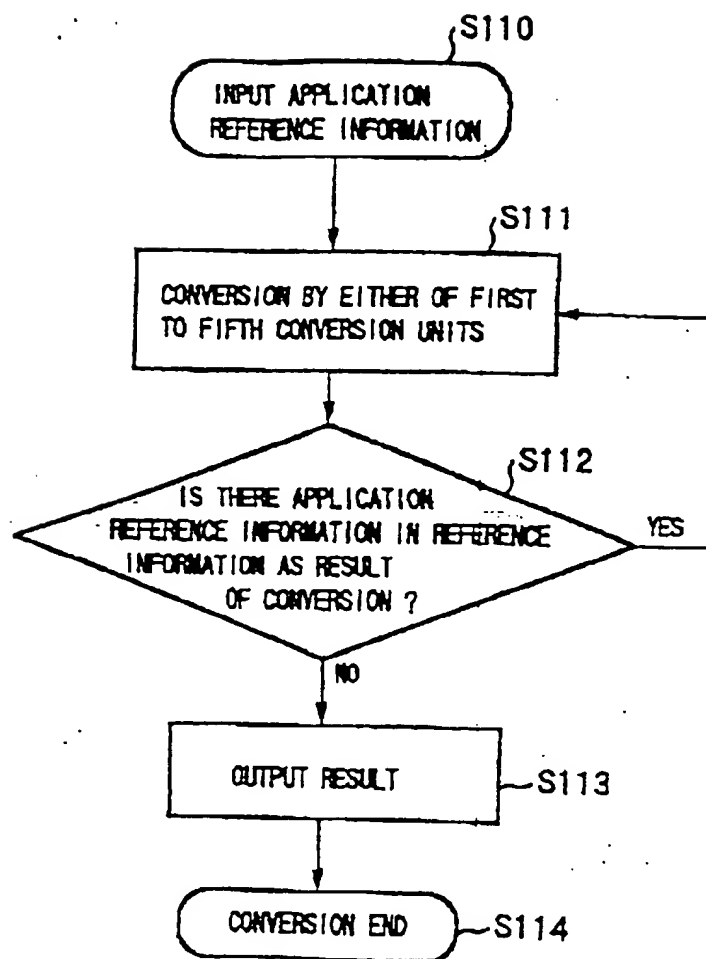 S110
INPUT APPLICATION
REFERENCE INFORMATION
S111
CONVERSION BY EITHER OF FIRST
TO FIFTH CONVERSION UNITS
S112
IS THERE APPLICATION
REFERENCE INFORMATION IN REFERENCE
INFORMATION AS RESULT
OF CONVERSION ?
YES
NO
OUTPUT RESULT
S113
CONVERSION END
S114